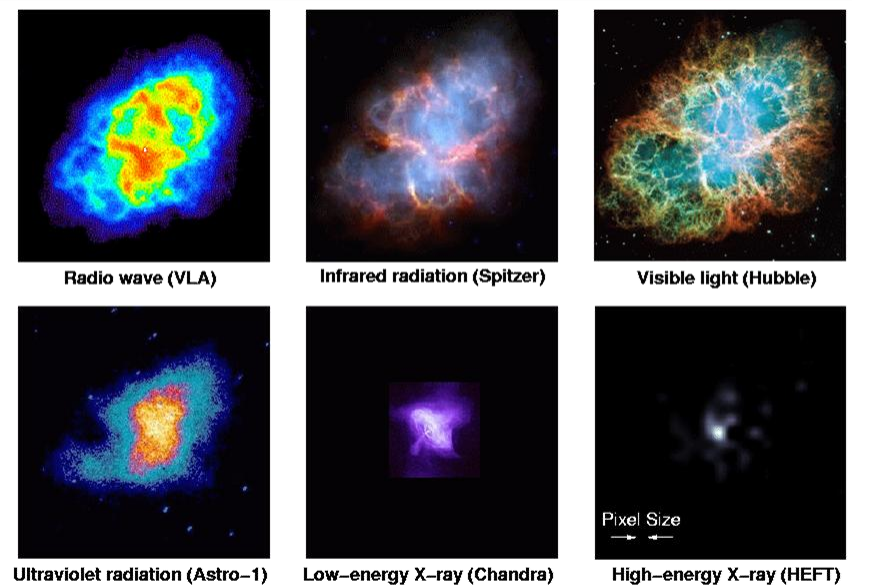 Radio wave (VLA)
Infrared radiation (Spitzer)
Visible light (Hubble)
Pixel Size
Ultraviolet radiation (Astro−1)
Low−energy X−ray (Chandra)
High−energy X−ray (HEFT)